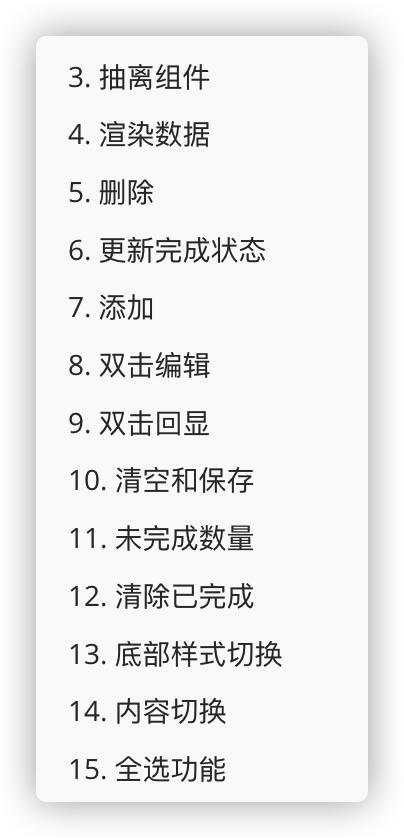 3. 抽离组件
4. 渲染数据
5. 删除
6. 更新完成状态
7. 添加
8. 双击编辑
9. 双击回显
10. 清空和保存
11. 未完成数量
12. 清除已完成
13. 底部样式切换
14. 内容切换
15. 全选功能